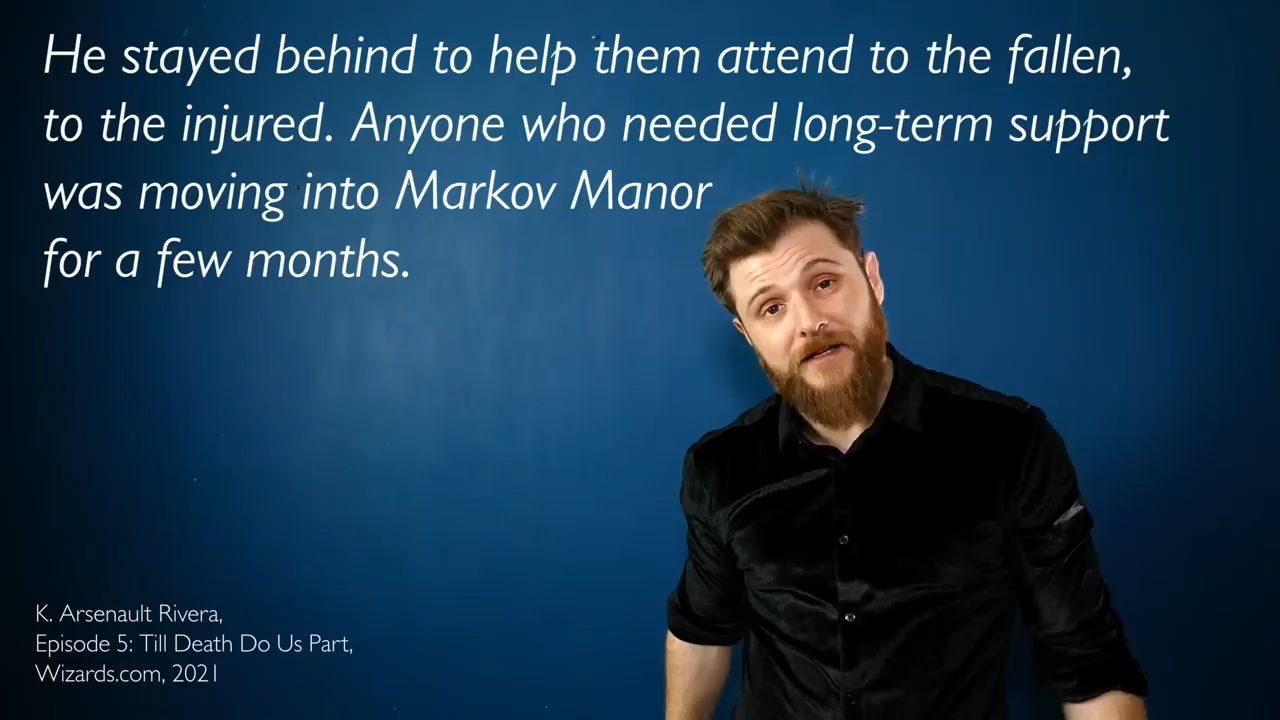 He stayed behind to help them attend to the fallen,
to the injured. Anyone who needed long-term support
was moving into Markov Manor
for a few months.
K. Arsenault Rivera,
Episode 5: Till Death Do Us Part,
Wizards.com, 2021